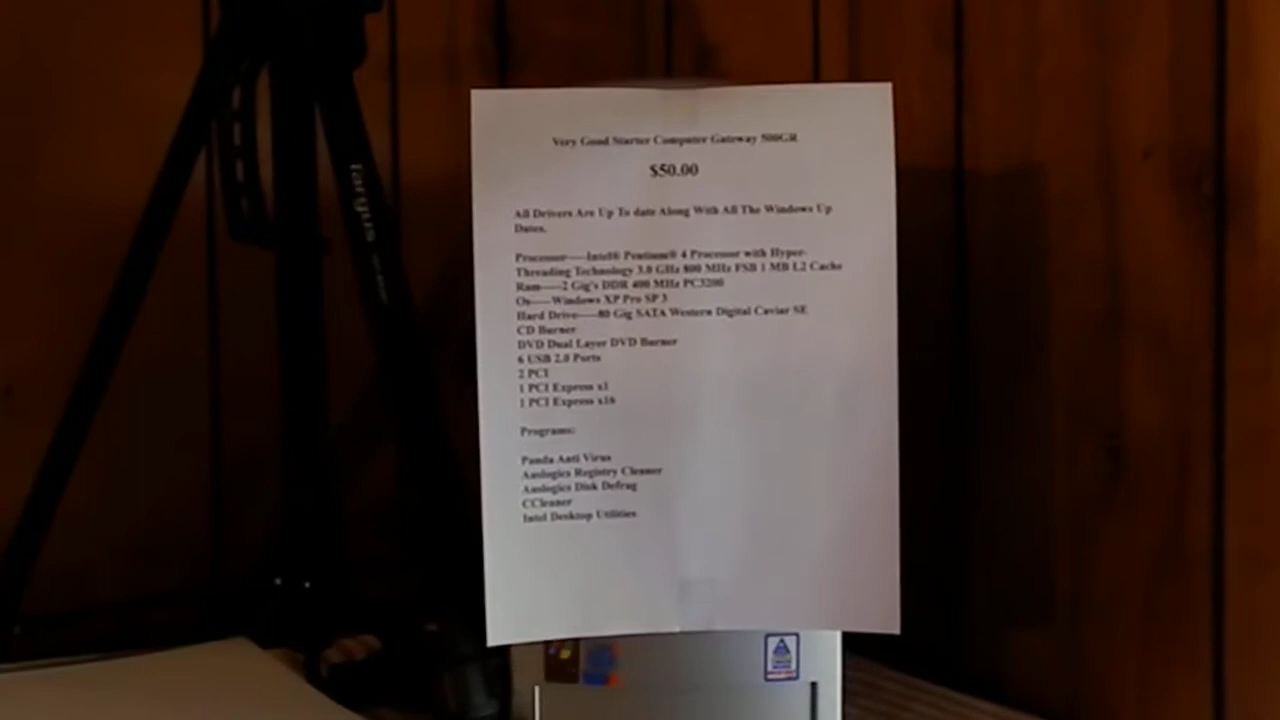 Very Good Starter Computer Gateway 500GR
$50.00
All Drivers Are Up To date Along With All The Windows Up
Dates.
Processor----Intel® Pentium® 4 Processor with Hyper-
Threading Technology 3.0 GHz 800 MHz FSB 1 MB L2 Cache
Ram----2 Gig's DDR 400 MHz PC3200
Os----Windows XP Pro SP 3
Hard Drive----80 Gig SATA Western Digital Caviar SE
CD Burner
DVD Dual Layer DVD Burner
6 USB 2.0 Ports
2 PCI
1 PCI Express x1
1 PCI Express x16
Programs:
Panda Anti Virus
Auslogics Registry Cleaner
Auslogics Disk Defrag
CCleaner
Intel Desktop Utilities
Targus